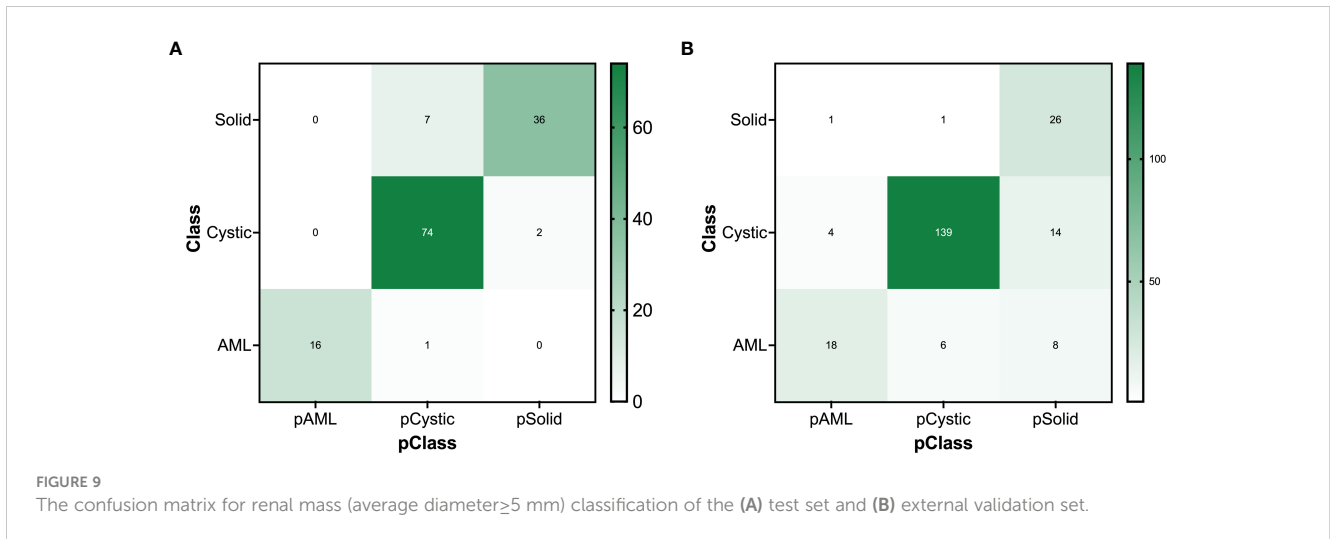 A
Solid
0
7
36
Class
Cystic
0
74
2
AML
16
1
0
pAML
pCystic
pSolid
pClass
60
40
20
0
B
Solid
1
1
26
Class
Cystic
4
139
14
AML
18
6
8
pAML
pCystic
pSolid
pClass
100
50
FIGURE 9
The confusion matrix for renal mass (average diameter≥5 mm) classification of the (A) test set and (B) external validation set.